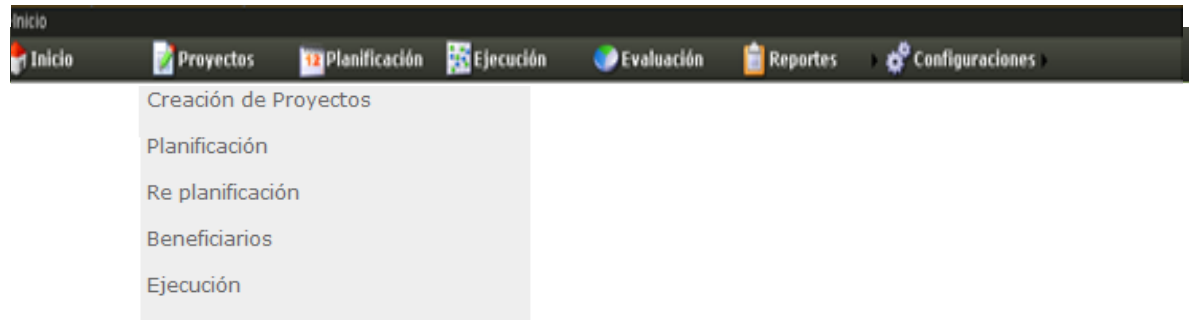 Inicio
Inicio Proyectos 12 Planificación Ejecución Evaluación Reportes Configuraciones
Creación de Proyectos
Planificación
Re planificación
Beneficiarios
Ejecución